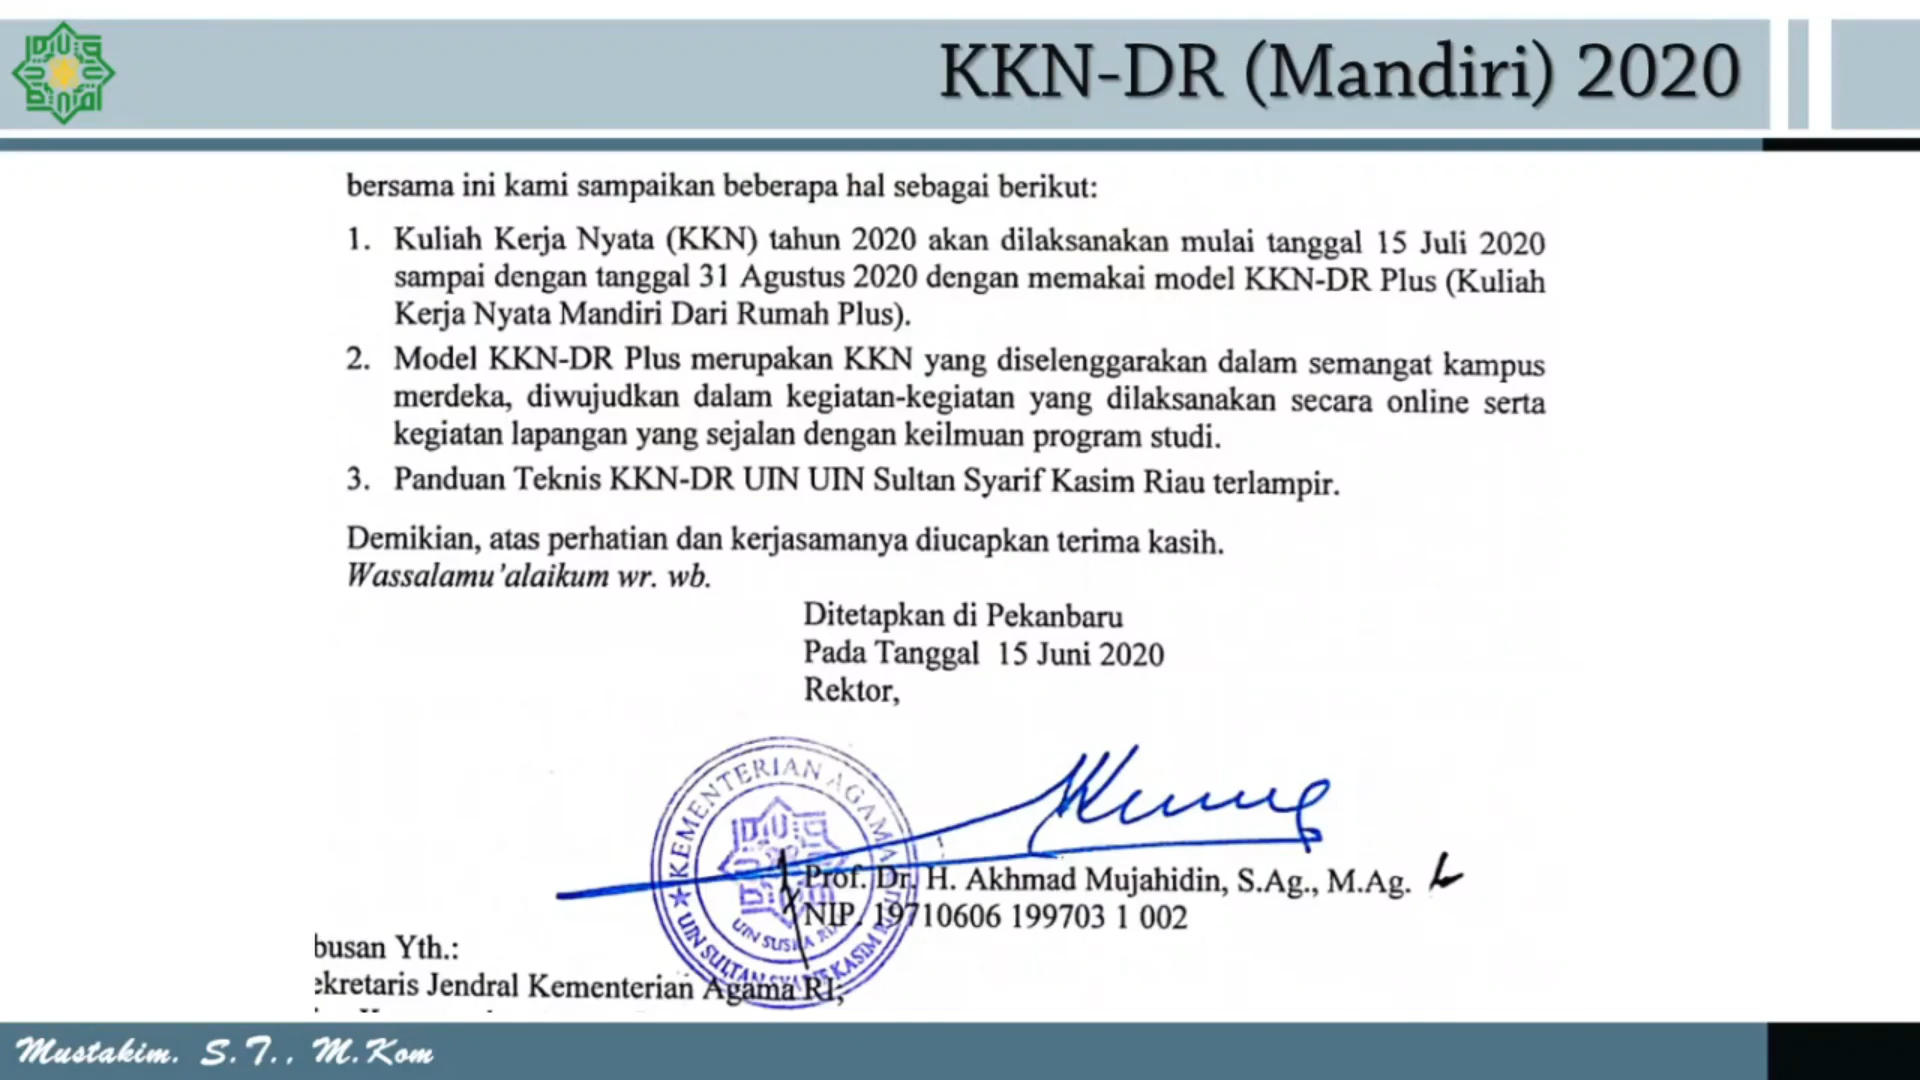 KKN-DR (Mandiri) 2020
bersama ini kami sampaikan beberapa hal sebagai berikut:
1. Kuliah Kerja Nyata (KKN) tahun 2020 akan dilaksanakan mulai tanggal 15 Juli 2020
sampai dengan tanggal 31 Agustus 2020 dengan memakai model KKN-DR Plus (Kuliah
Kerja Nyata Mandiri Dari Rumah Plus).
2. Model KKN-DR Plus merupakan KKN yang diselenggarakan dalam semangat kampus
merdeka, diwujudkan dalam kegiatan-kegiatan yang dilaksanakan secara online serta
kegiatan lapangan yang sejalan dengan keilmuan program studi.
3. Panduan Teknis KKN-DR UIN UIN Sultan Syarif Kasim Riau terlampir.
Demikian, atas perhatian dan kerjasamanya diucapkan terima kasih.
Wassalamu'alaikum wr. wb.
Ditetapkan di Pekanbaru
Pada Tanggal 15 Juni 2020
Rektor,
KEMENTERIAN AGAMA
UIN SUSKA RIAU
UIN SULTAN SYARIF KASIM
Prof. Dr. H. Akhmad Mujahidin, S.Ag., M.Ag.
NIP. 19710606 199703 1 002
busan Yth.:
ekretaris Jendral Kementerian Agama RI;
Mustakim. S.T., M.Kom